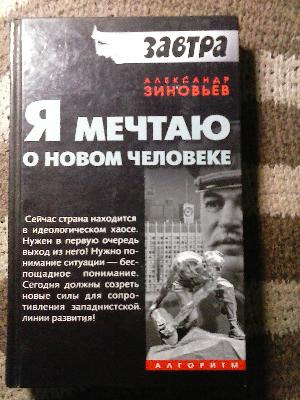 завтра
АЛЕКСАНДР
ЗИНОВЬЕВ
Я МЕЧТАЮ
О НОВОМ ЧЕЛОВЕКЕ
Сейчас страна находится
в идеологическом хаосе.
Нужен в первую очередь
выход из него! Нужно по-
нимание ситуации — бес-
пощадное понимание.
Сегодня должны созреть
новые силы для сопро-
тивления западнистской
линии развития!
АЛГОРИТМ